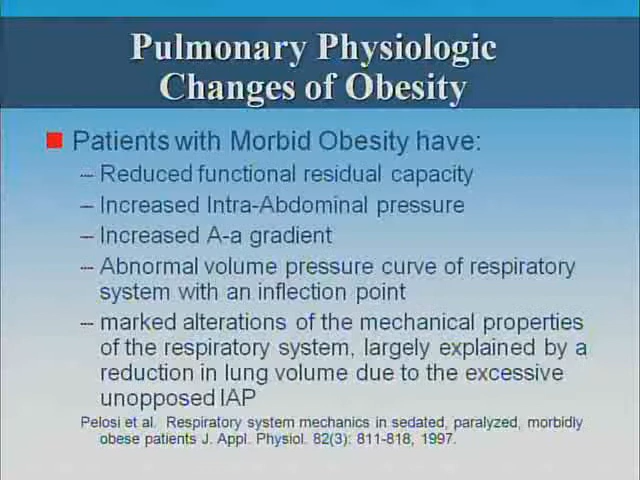 Pulmonary Physiologic
Changes of Obesity
Patients with Morbid Obesity have:
– Reduced functional residual capacity
– Increased Intra-Abdominal pressure
– Increased A-a gradient
– Abnormal volume pressure curve of respiratory
system with an inflection point
– marked alterations of the mechanical properties
of the respiratory system, largely explained by a
reduction in lung volume due to the excessive
unopposed IAP
Pelosi et al. Respiratory system mechanics in sedated, paralyzed, morbidly
obese patients J. Appl. Physiol. 82(3): 811-818, 1997.